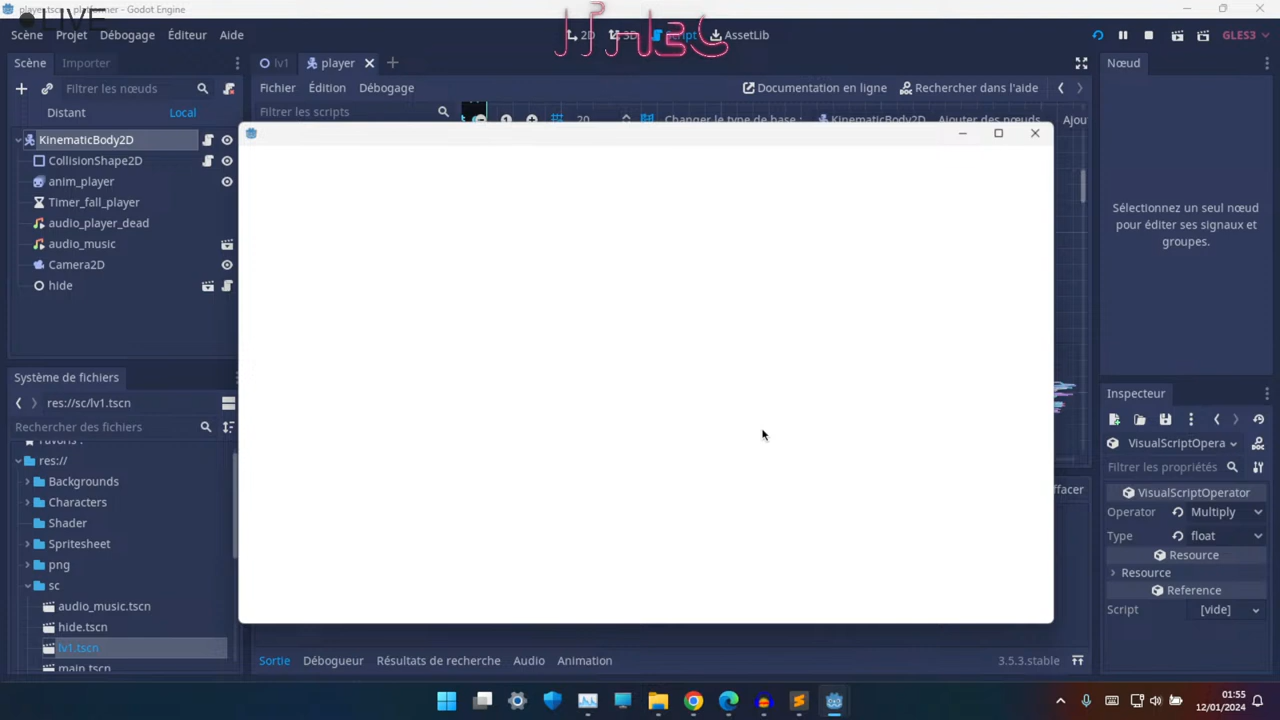 player.tscn - platformer - Godot Engine
LIVE
Scène Projet Débogage Éditeur Aide
2D 3D Script AssetLib
GLES3
Scène Importer
lv1 player
Nœud
Filtrer les nœuds
Fichier Édition Débogage
Documentation en ligne Rechercher dans l'aide
Distant Local
Filtrer les scripts
20 Changer le type de base : KinematicBody2D Ajouter des nœuds... Ajou
KinematicBody2D
CollisionShape2D
anim_player
Timer_fall_player
audio_player_dead
audio_music
Camera2D
hide
Sélectionnez un seul nœud
pour éditer ses signaux et
groupes.
Système de fichiers
res://sc/lv1.tscn
Rechercher des fichiers
Favoris :
res://
Backgrounds
Characters
Shader
Spritesheet
png
sc
audio_music.tscn
hide.tscn
lv1.tscn
main.tscn
Inspecteur
VisualScriptOpera
Filtrer les propriétés
VisualScriptOperator
Operator Multiply
Type float
Resource
Resource
Reference
Script [vide]
ffacer
Sortie Débogueur Résultats de recherche Audio Animation
3.5.3.stable
01:55
12/01/2024